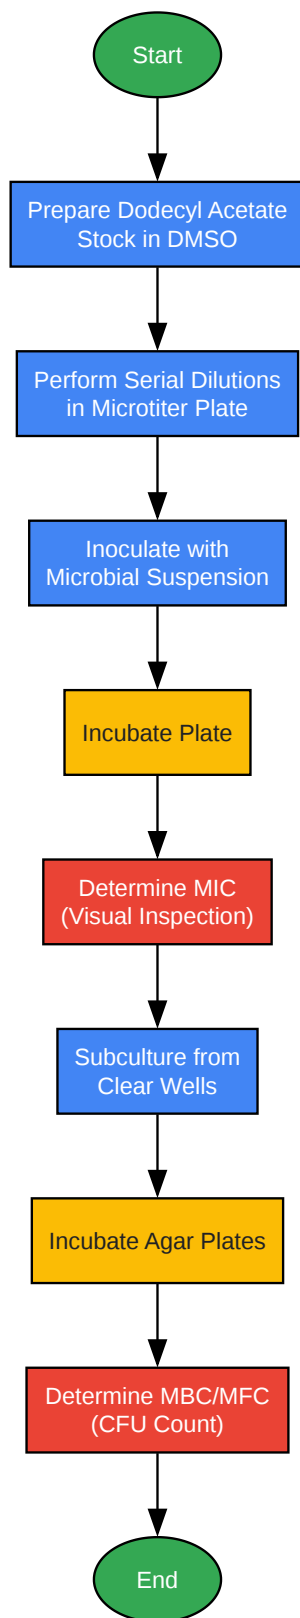 Start
Prepare Dodecyl Acetate
Stock in DMSO
Perform Serial Dilutions
in Microtiter Plate
Inoculate with
Microbial Suspension
Incubate Plate
Determine MIC
(Visual Inspection)
Subculture from
Clear Wells
Incubate Agar Plates
Determine MBC/MFC
(CFU Count)
End